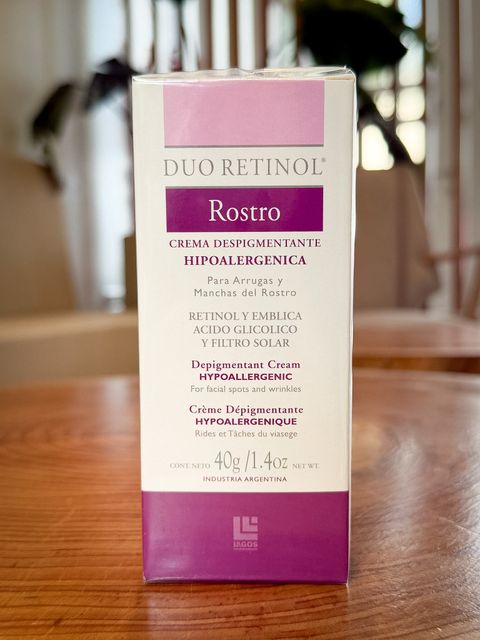 DUO RETINOL®
Rostro
CREMA DESPIGMENTANTE
HIPOALERGENICA
Para Arrugas y
Manchas del Rostro
RETINOL Y EMBLICA
ACIDO GLICOLICO
Y FILTRO SOLAR
Depigmentant Cream
HYPOALLERGENIC
For facial spots and wrinkles
Crème Dépigmentante
HYPOALLERGENIQUE
Rides et Tâches du viasege
CONT. NETO 40g/1.4oz NET WT.
INDUSTRIA ARGENTINA
LAGOS